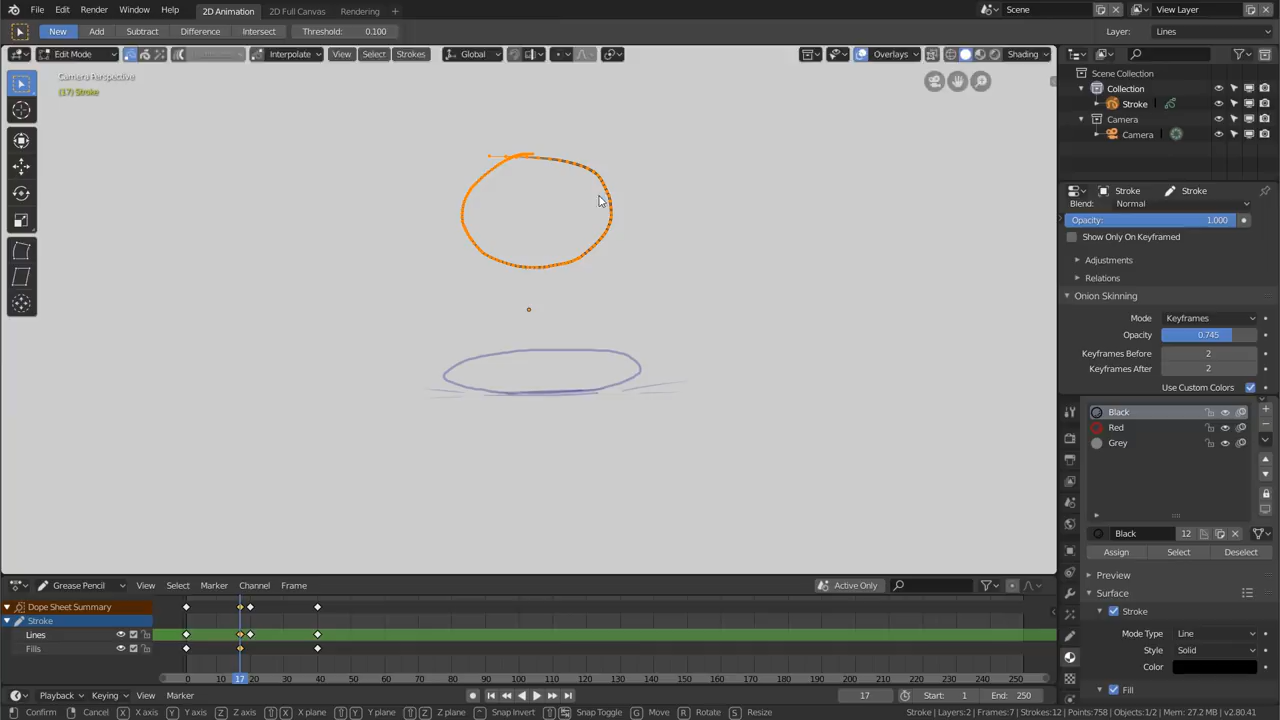 File Edit Render Window Help 2D Animation 2D Full Canvas Rendering + Scene View Layer
New Add Subtract Difference Intersect Threshold: 0.100 Layer: Lines
Edit Mode Interpolate View Select Strokes Global Overlays Shading
Camera Perspective
(17) Stroke
Scene Collection
Collection
Stroke
Camera
Camera
Stroke Stroke
Blend: Normal
Opacity: 1.000
Show Only On Keyframed
Adjustments
Relations
Onion Skinning
Mode Keyframes
Opacity 0.745
Keyframes Before 2
Keyframes After 2
Use Custom Colors
Black
Red
Grey
Black 12
Assign Select Deselect
Preview
Surface
Stroke
Mode Type Line
Style Solid
Color
Fill
Grease Pencil View Select Marker Channel Frame Active Only
Dope Sheet Summary
Stroke
Lines
Fills
0 10 17 20 30 40 50 60 70 80 90 100 110 120 130 140 150 160 170 180 190 200 210 220 230 240 250
Playback Keying View Marker 17 Start: 1 End: 250
Confirm Cancel X axis Y axis Z axis X plane Y plane Z plane Snap Invert Snap Toggle G Move R Rotate S Resize Stroke | Layers:2 | Frames:7 | Strokes:12 | Points:758 | Objects:1/2 | Mem: 27.2 MB | v2.80.41